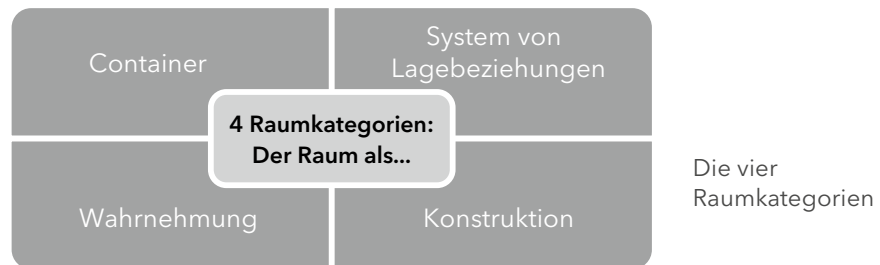 Container
System von
Lagebeziehungen
4 Raumkategorien:
Der Raum als...
Wahrnehmung
Konstruktion
Die vier
Raumkategorien